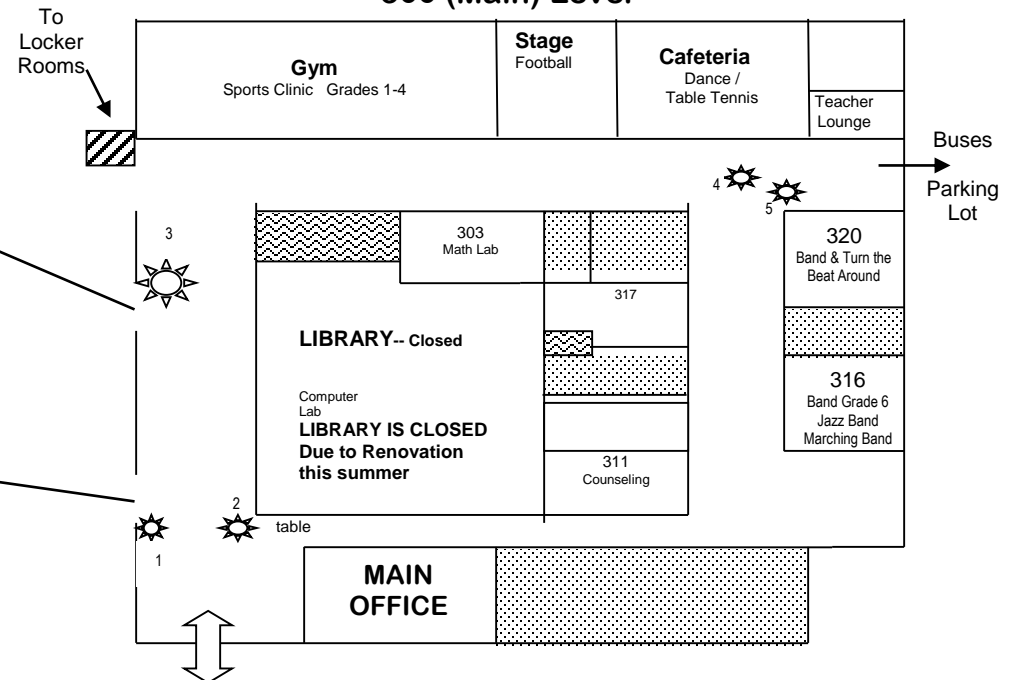 To
Locker
Rooms
Gym
Sports Clinic Grades 1-4
Stage
Football
Cafeteria
Dance /
Table Tennis
Teacher
Lounge
Buses
Parking
Lot
4
5
3
303
Math Lab
317
320
Band & Turn the
Beat Around
LIBRARY-- Closed
Computer
Lab
LIBRARY IS CLOSED
Due to Renovation
this summer
316
Band Grade 6
Jazz Band
Marching Band
311
Counseling
2
table
1
MAIN
OFFICE